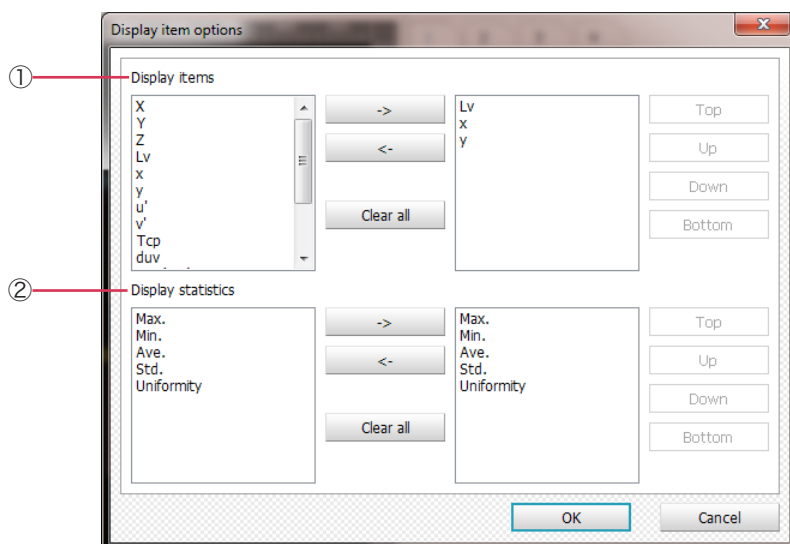 Display item options
①
Display items
X
Y
Z
Lv
x
y
u'
v'
Tcp
duv
->
<-
Clear all
Lv
x
y
Top
Up
Down
Bottom
②
Display statistics
Max.
Min.
Ave.
Std.
Uniformity
->
<-
Clear all
Max.
Min.
Ave.
Std.
Uniformity
Top
Up
Down
Bottom
OK
Cancel